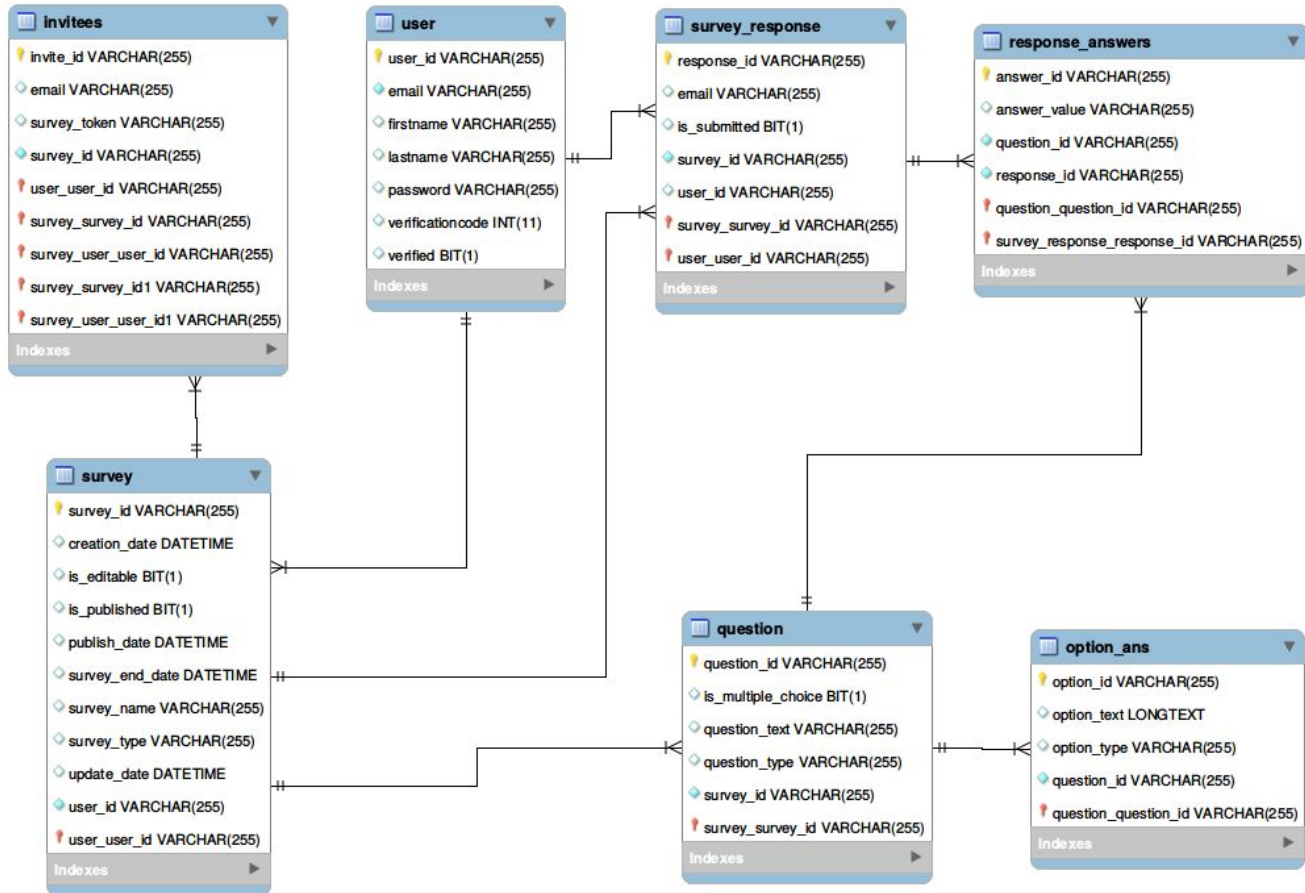 invitees
invite_id VARCHAR(255)
email VARCHAR(255)
survey_token VARCHAR(255)
survey_id VARCHAR(255)
user_user_id VARCHAR(255)
survey_survey_id VARCHAR(255)
survey_user_user_id VARCHAR(255)
survey_survey_id1 VARCHAR(255)
survey_user_user_id1 VARCHAR(255)
Indexes
user
user_id VARCHAR(255)
email VARCHAR(255)
firstname VARCHAR(255)
lastname VARCHAR(255)
password VARCHAR(255)
verificationcode INT(11)
verified BIT(1)
Indexes
survey_response
response_id VARCHAR(255)
email VARCHAR(255)
is_submitted BIT(1)
survey_id VARCHAR(255)
user_id VARCHAR(255)
survey_survey_id VARCHAR(255)
user_user_id VARCHAR(255)
Indexes
response_answers
answer_id VARCHAR(255)
answer_value VARCHAR(255)
question_id VARCHAR(255)
response_id VARCHAR(255)
question_question_id VARCHAR(255)
survey_response_response_id VARCHAR(255)
Indexes
survey
survey_id VARCHAR(255)
creation_date DATETIME
is_editable BIT(1)
is_published BIT(1)
publish_date DATETIME
survey_end_date DATETIME
survey_name VARCHAR(255)
survey_type VARCHAR(255)
update_date DATETIME
user_id VARCHAR(255)
user_user_id VARCHAR(255)
Indexes
question
question_id VARCHAR(255)
is_multiple_choice BIT(1)
question_text VARCHAR(255)
question_type VARCHAR(255)
survey_id VARCHAR(255)
survey_survey_id VARCHAR(255)
Indexes
option_ans
option_id VARCHAR(255)
option_text LONGTEXT
option_type VARCHAR(255)
question_id VARCHAR(255)
question_question_id VARCHAR(255)
Indexes